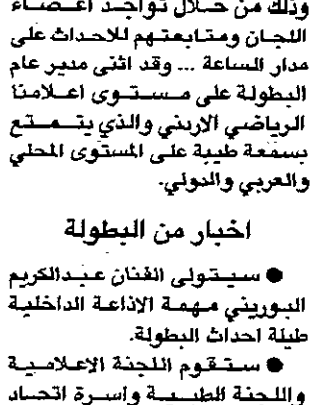 وذلك من خلال تواجد اعضاء
اللجان ومتابعتهم للاحداث على
مدار الساعة ... وقد اثنى مدير عام
البطولة على مستوى اعلامنا
الرياضي الاردني والذي يتمتع
بسمعة طيبة على المستوى المحلي
والعربي والدولي.
اخبار من البطولة
● سيتولى الفنان عبدالكريم
البوريني مهمة الاذاعة الداخلية
طيلة احداث البطولة.
● ستقوم اللجنة الاعلامية
واللجنة الطبية واسرة اتحاد